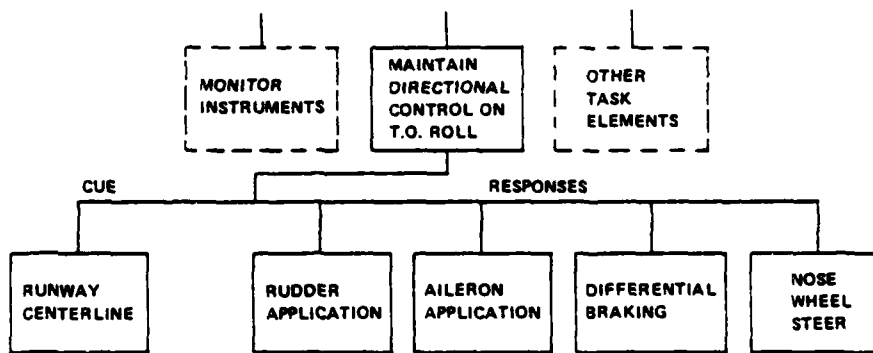 MONITOR
INSTRUMENTS
MAINTAIN
DIRECTIONAL
CONTROL ON
T.O. ROLL
OTHER
TASK
ELEMENTS
CUE
RESPONSES
RUNWAY
CENTERLINE
RUDDER
APPLICATION
AILERON
APPLICATION
DIFFERENTIAL
BRAKING
NOSE
WHEEL
STEER